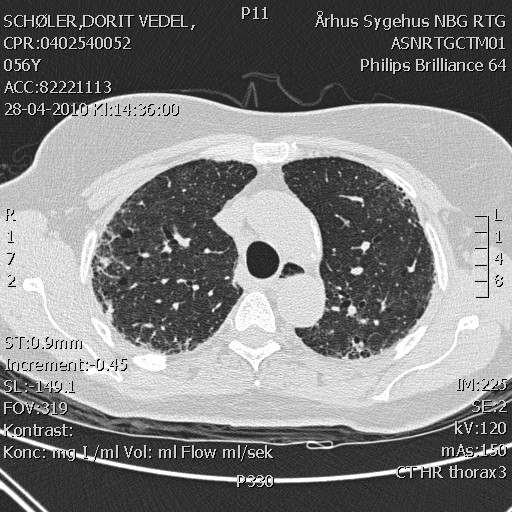 SCHØLER,DORIT VEDEL,
CPR:0402540052
056Y
ACC:82221113
28-04-2010 Kl:14:36:00
P11
Århus Sygehus NBG RTG
ASNRTGCTM01
Philips Brilliance 64
R
1
7
2
L
1
4
8
ST:0.9mm
Increment:-0.45
SL:-149.1
FOV:319
Kontrast:
Konc: mg I/ml Vol: ml Flow ml/sek
P330
IM:225
SE:2
kV:120
mAs:150
CT HR thorax3